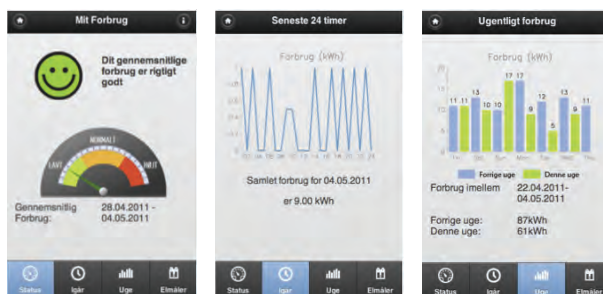 Mit Forbrug
Dit gennemsnitlige
forbrug er rigtigt
godt
LAVT
NORMALT
HØJT
Gennemsnitlig
Forbrug:
28.04.2011 -
04.05.2011
Status
Igår
Uge
Elmåler
Seneste 24 timer
Forbrug (kWh)
Samlet forbrug for 04.05.2011
er 9.00 kWh
Status
Igår
Uge
Elmåler
Ugentligt forbrug
Forbrug (kWh)
20
15
10
11 11 13 10 10 17 17 9 12 5 13 9 11
Forrige uge
Denne uge
Forbrug imellem
22.04.2011-
04.05.2011
Forrige uge: 87kWh
Denne uge: 61kWh
Status
Igår
Uge
Elmåler